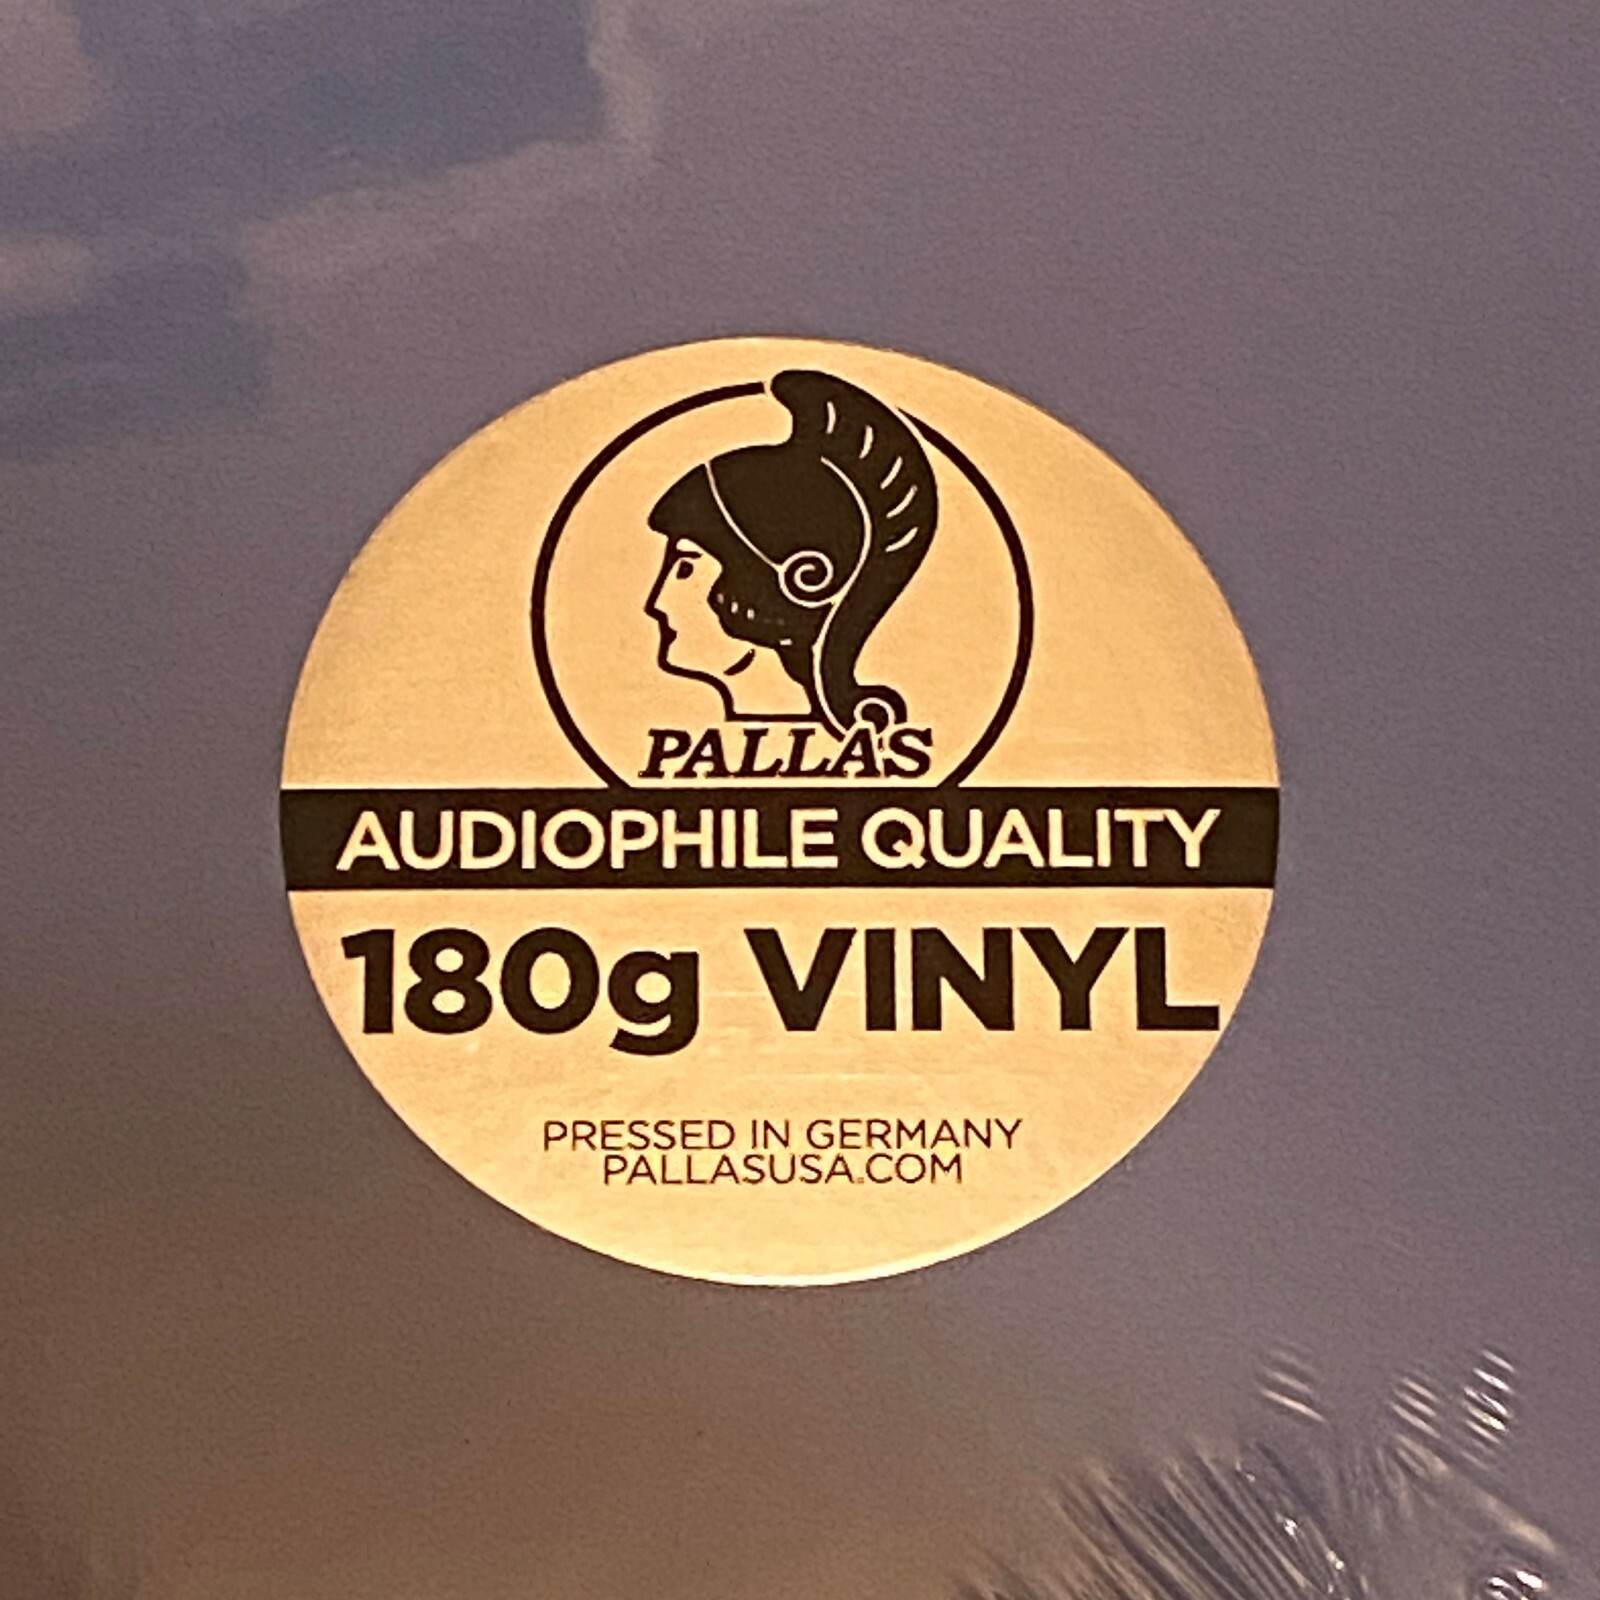 PALLAS
AUDIOPHILE QUALITY
180g VINYL
PRESSED IN GERMANY
PALLASUSA.COM